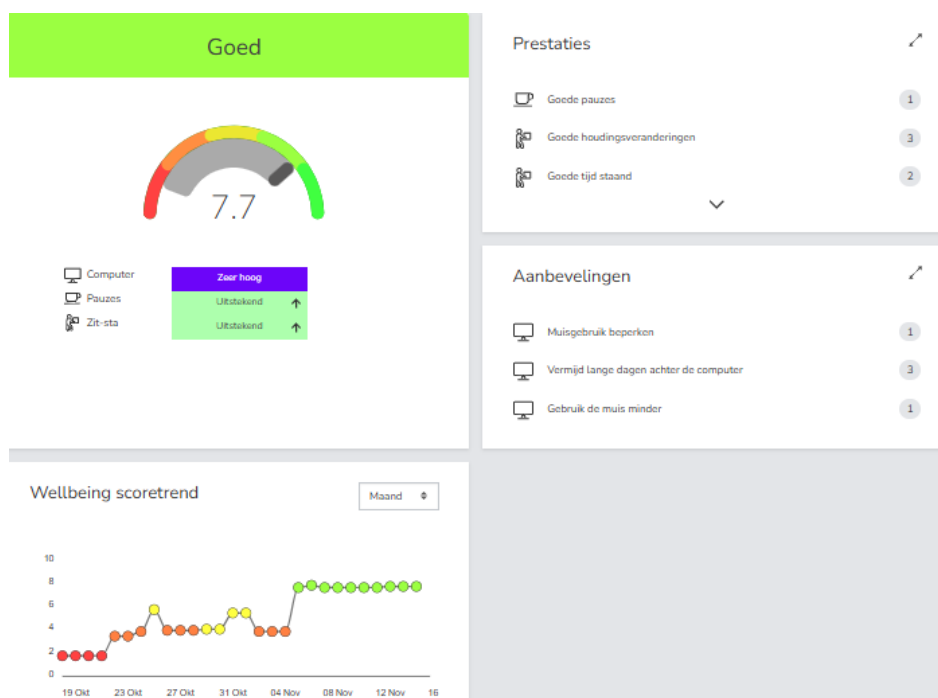 Goed
7.7
Computer Zeer hoog
Pauzes Uitstekend
Zit-sta Uitstekend
Prestaties
Goede pauzes 1
Goede houdingsveranderingen 3
Goede tijd staand 2
Aanbevelingen
Muisgebruik beperken 1
Vermijd lange dagen achter de computer 3
Gebruik de muis minder 1
Wellbeing scoretrend
Maand
10
8
6
4
2
0
19 Okt 23 Okt 27 Okt 31 Okt 04 Nov 08 Nov 12 Nov 16